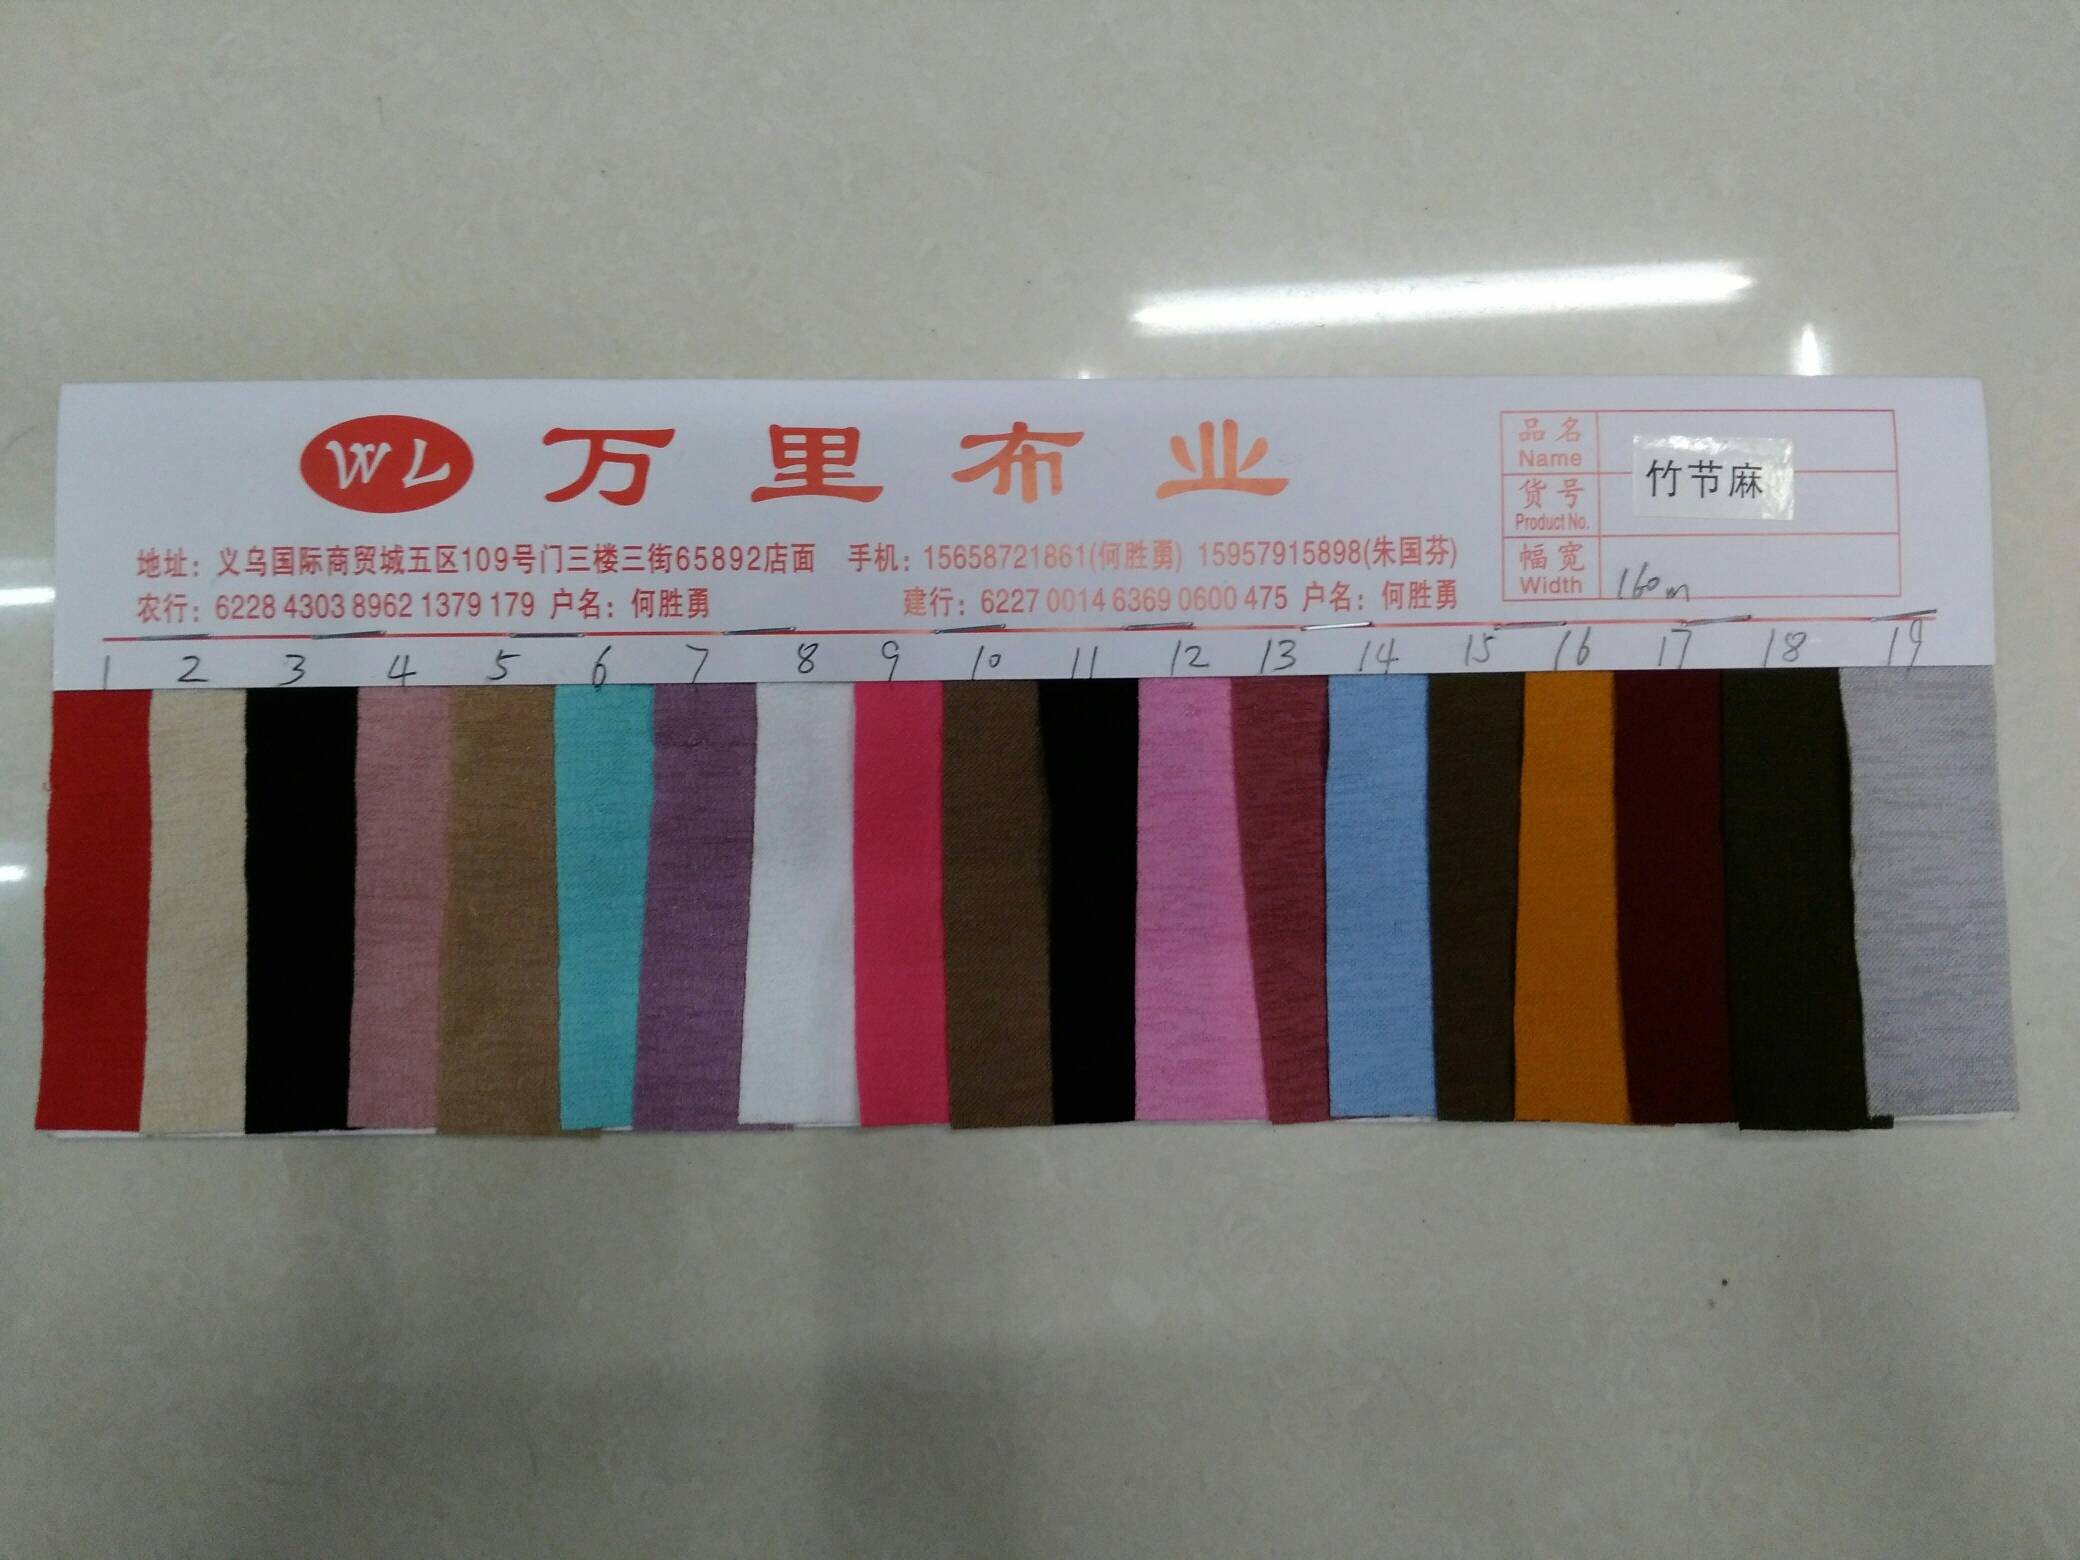 WL 万里布业
地址：义乌国际商贸城五区109号门三楼三街65892店面 手机：15658721861(何胜勇) 15957915898(朱国芬)
农行：6228 4303 8962 1379 179 户名：何胜勇 建行：6227 0014 6369 0600 475 户名：何胜勇
品名
Name
竹节麻
货号
Product No.
幅宽
Width
160m
1 2 3 4 5 6 7 8 9 10 11 12 13 14 15 16 17 18 19